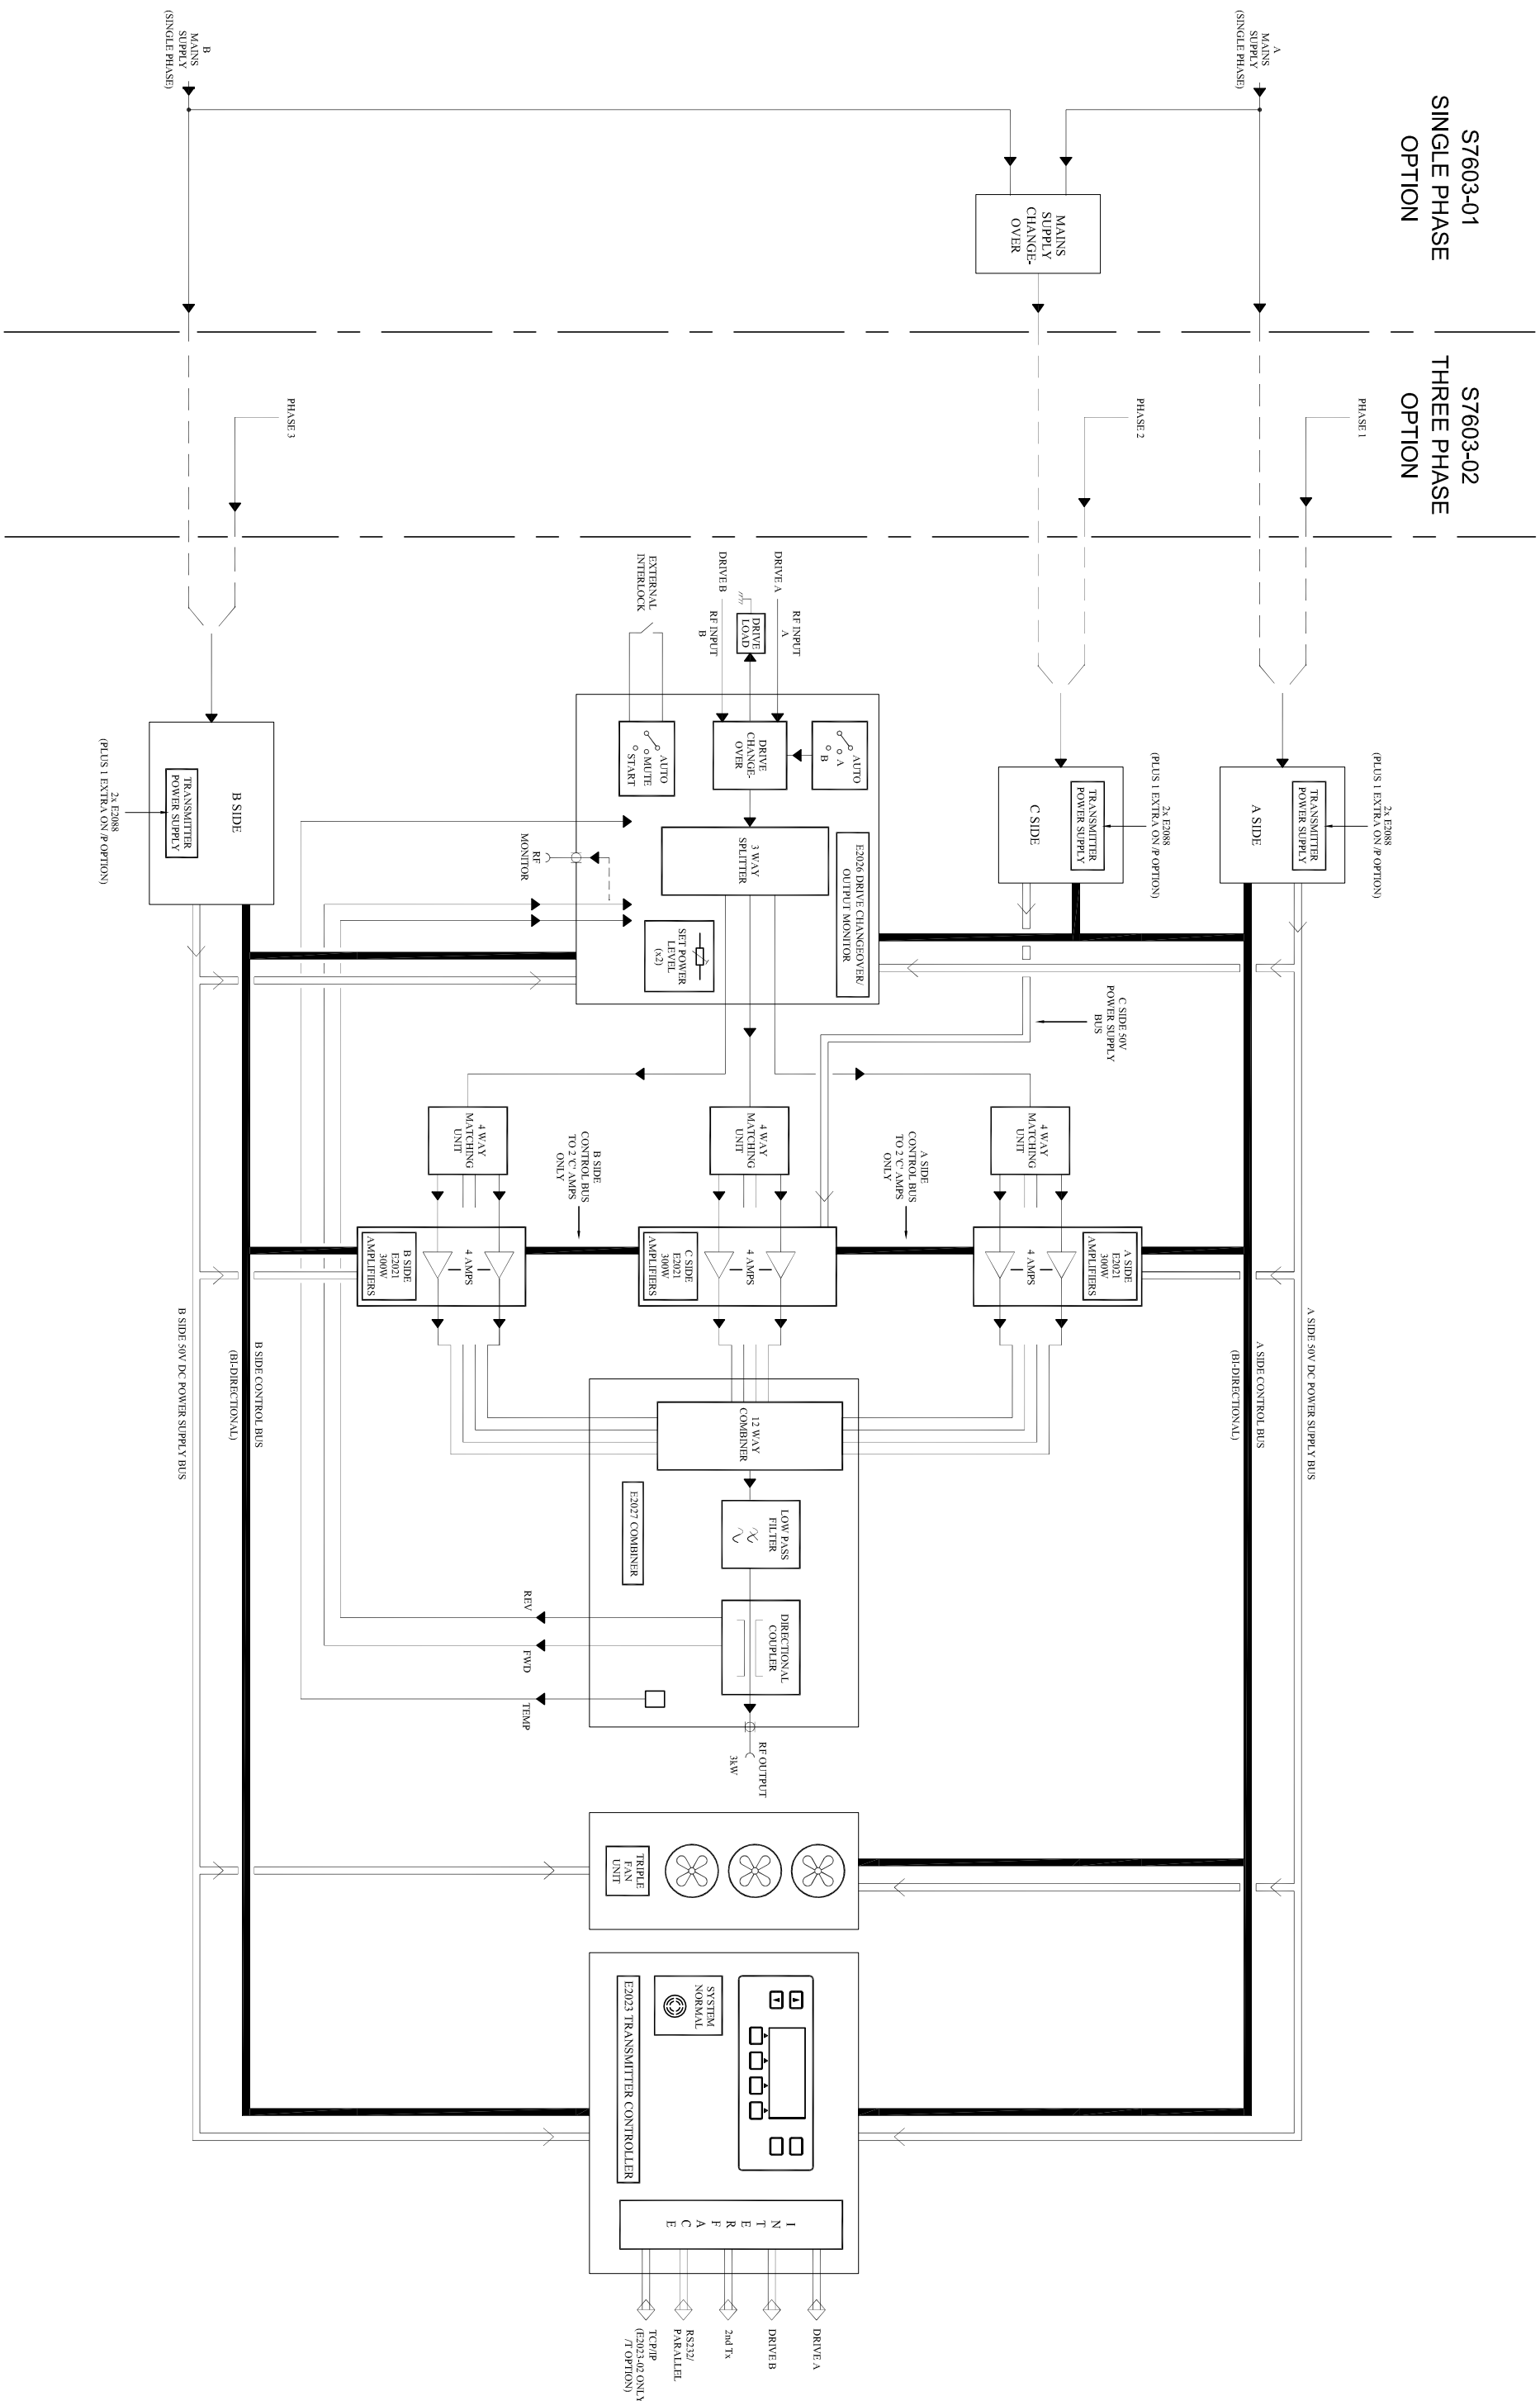 S7603-01
SINGLE PHASE
OPTION
S7603-02
THREE PHASE
OPTION
A
MAINS
SUPPLY
(SINGLE PHASE)
MAINS
SUPPLY
CHANGE-
OVER
B
MAINS
SUPPLY
(SINGLE PHASE)
PHASE 1
PHASE 2
PHASE 3
2x E2088
(PLUS 1 EXTRA ON /P OPTION)
TRANSMITTER
POWER SUPPLY
A SIDE
2x E2088
(PLUS 1 EXTRA ON /P OPTION)
TRANSMITTER
POWER SUPPLY
C SIDE
DRIVE A
RF INPUT
A
DRIVE
LOAD
DRIVE B
RF INPUT
B
EXTERNAL
INTERLOCK
AUTO
A
B
DRIVE
CHANGE-
OVER
AUTO
MUTE
START
E2026 DRIVE CHANGEOVER/
OUTPUT MONITOR
3 WAY
SPLITTER
SET POWER
LEVEL
(x2)
RF
MONITOR
B SIDE
TRANSMITTER
POWER SUPPLY
2x E2088
(PLUS 1 EXTRA ON /P OPTION)
C SIDE 50V
POWER SUPPLY
BUS
4 WAY
MATCHING
UNIT
4 WAY
MATCHING
UNIT
4 WAY
MATCHING
UNIT
A SIDE
CONTROL BUS
TO 2 'C' AMPS
ONLY
B SIDE
CONTROL BUS
TO 2 'C' AMPS
ONLY
A SIDE
E2021
300W
AMPLIFIERS
4 AMPS
4 AMPS
C SIDE
E2021
300W
AMPLIFIERS
4 AMPS
B SIDE
E2021
300W
AMPLIFIERS
A SIDE 50V DC POWER SUPPLY BUS
A SIDE CONTROL BUS
(BI-DIRECTIONAL)
B SIDE CONTROL BUS
(BI-DIRECTIONAL)
B SIDE 50V DC POWER SUPPLY BUS
12 WAY
COMBINER
LOW PASS
FILTER
DIRECTIONAL
COUPLER
E2027 COMBINER
REV
FWD
TEMP
RF OUTPUT
3kW
TRIPLE
FAN
UNIT
SYSTEM
NORMAL
E2023 TRANSMITTER CONTROLLER
INTERFACE
DRIVE A
DRIVE B
2nd Tx
RS232/
PARALLEL
TCP/IP
(E2023-02 ONLY
/T OPTION)